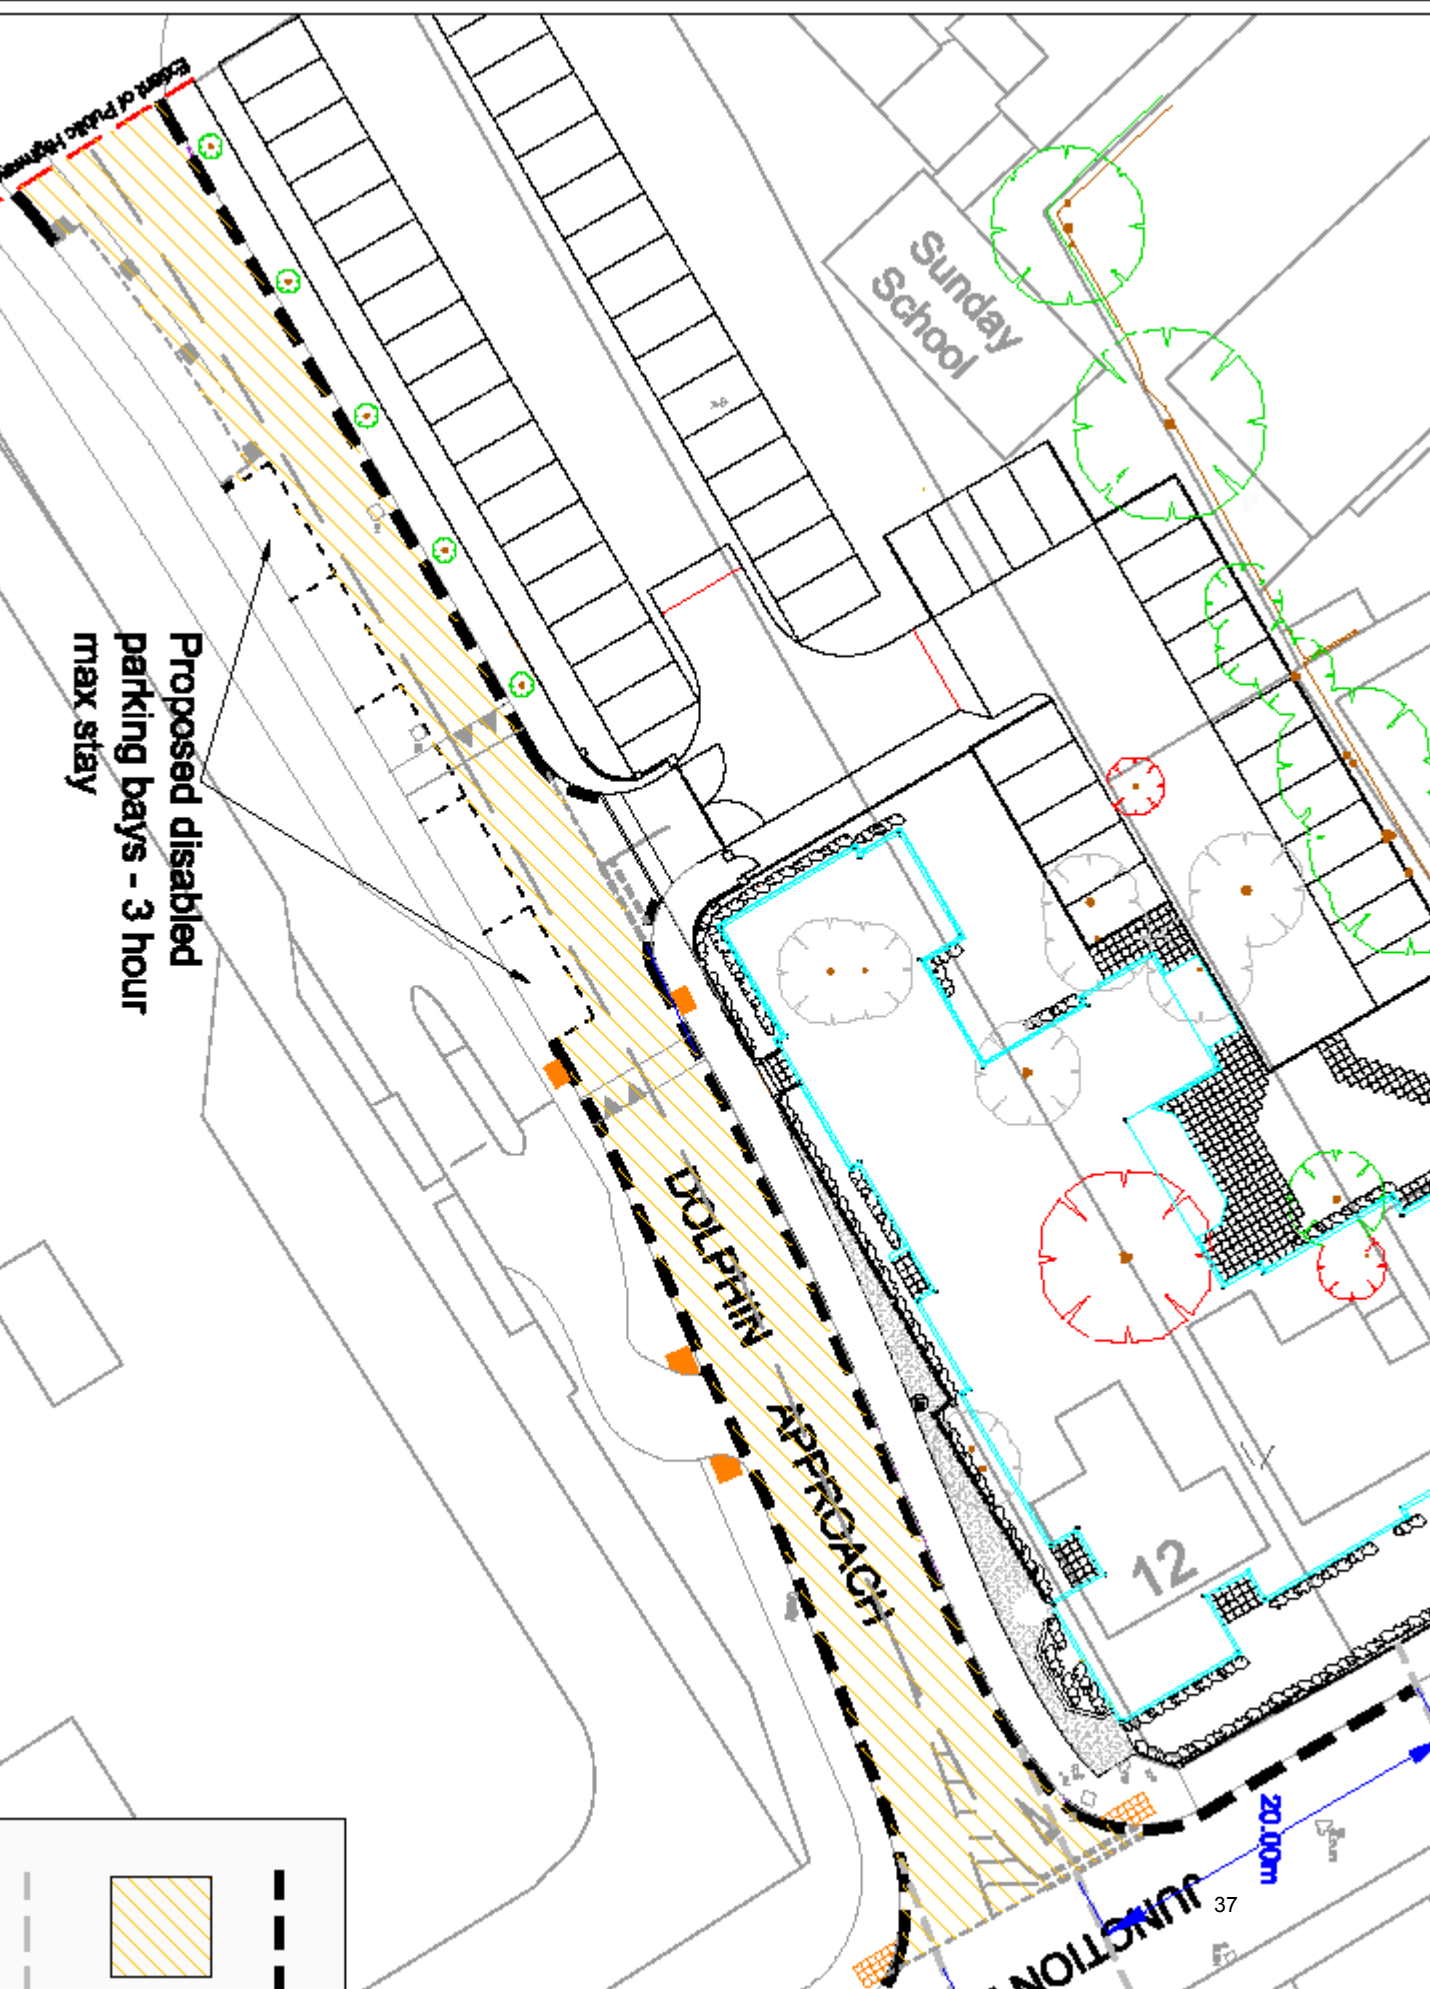 Extent of Public Highway
Sunday
School
Proposed disabled
parking bays - 3 hour
max stay
DOLPHIN
APPROACH
12
20.00m
37
JUNCTION